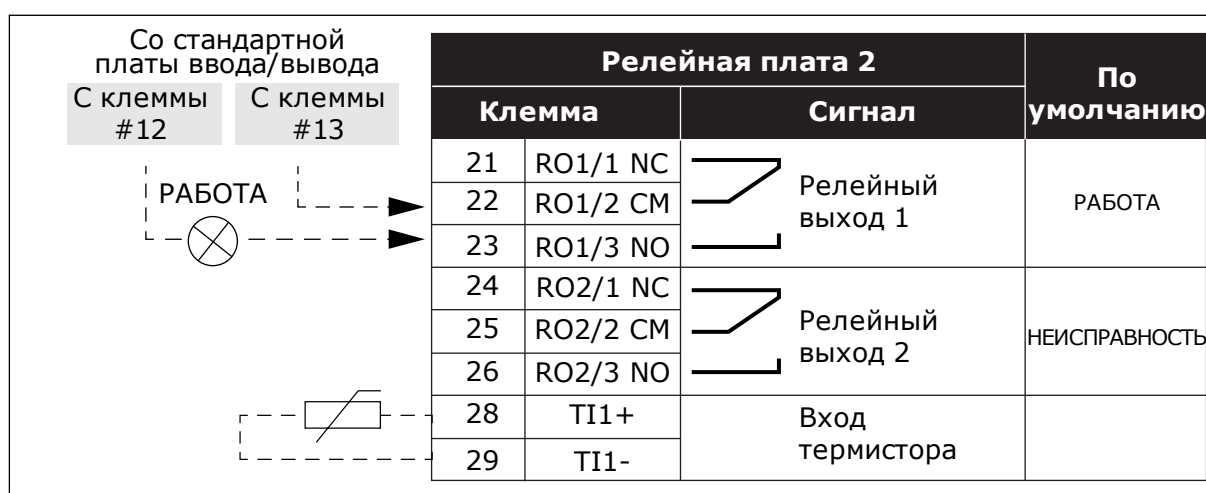 Со стандартной
платы ввода/вывода
С клеммы
#12
С клеммы
#13
РАБОТА
Релейная плата 2
По
умолчанию
Клемма
Сигнал
21 RO1/1 NC
22 RO1/2 CM
23 RO1/3 NO
Релейный
выход 1
РАБОТА
24 RO2/1 NC
25 RO2/2 CM
26 RO2/3 NO
Релейный
выход 2
НЕИСПРАВНОСТЬ
28 TI1+
29 TI1-
Вход
термистора